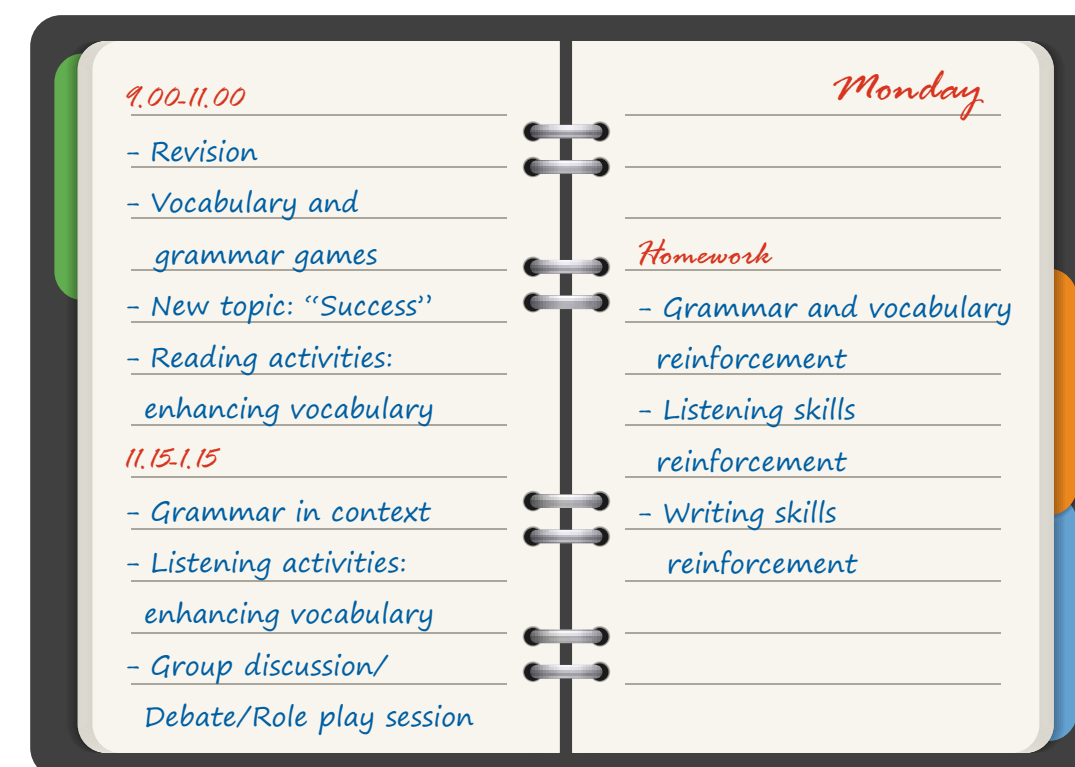 9.00-11.00
- Revision
- Vocabulary and
grammar games
- New topic: “Success”
- Reading activities:
enhancing vocabulary
11.15-1.15
- Grammar in context
- Listening activities:
enhancing vocabulary
- Group discussion/
Debate/Role play session
Monday
Homework
- Grammar and vocabulary
reinforcement
- Listening skills
reinforcement
- Writing skills
reinforcement